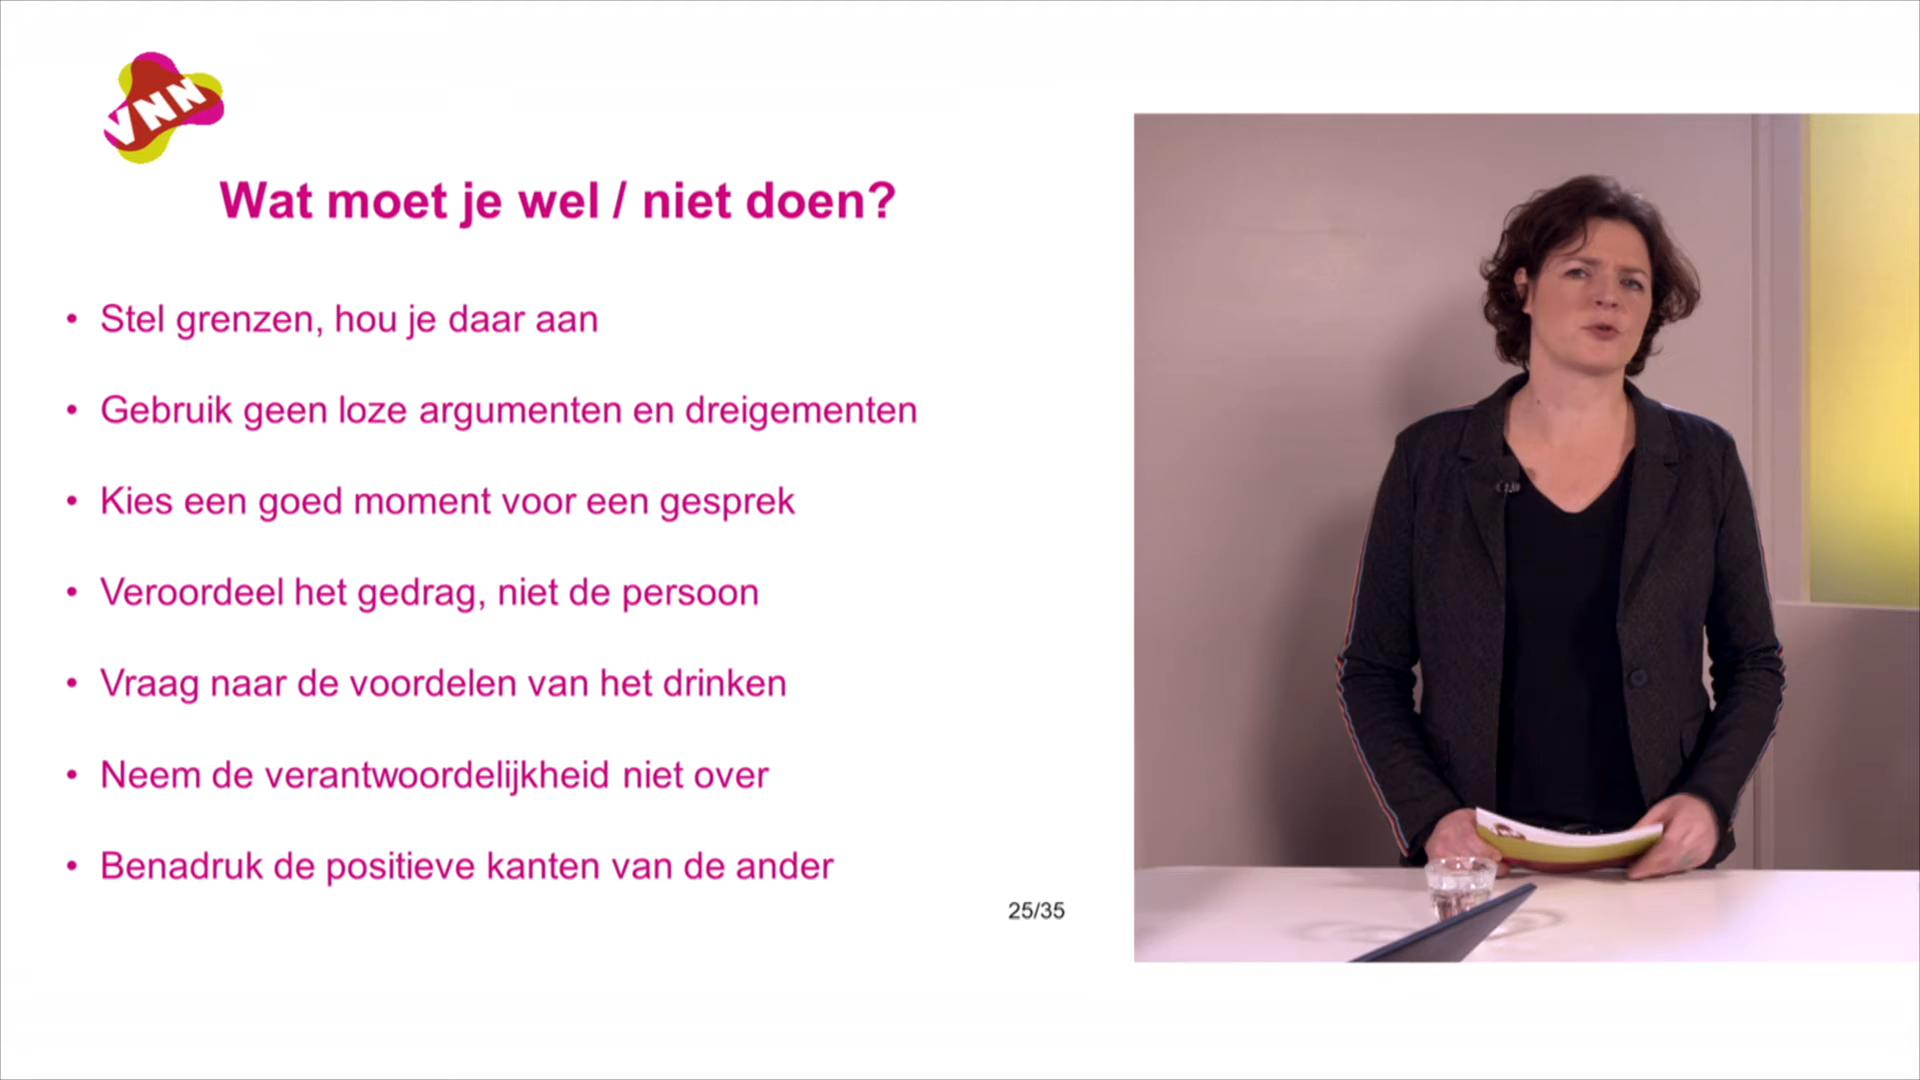 VNN
Wat moet je wel / niet doen?
• Stel grenzen, hou je daar aan
• Gebruik geen loze argumenten en dreigementen
• Kies een goed moment voor een gesprek
• Veroordeel het gedrag, niet de persoon
• Vraag naar de voordelen van het drinken
• Neem de verantwoordelijkheid niet over
• Benadruk de positieve kanten van de ander
25/35